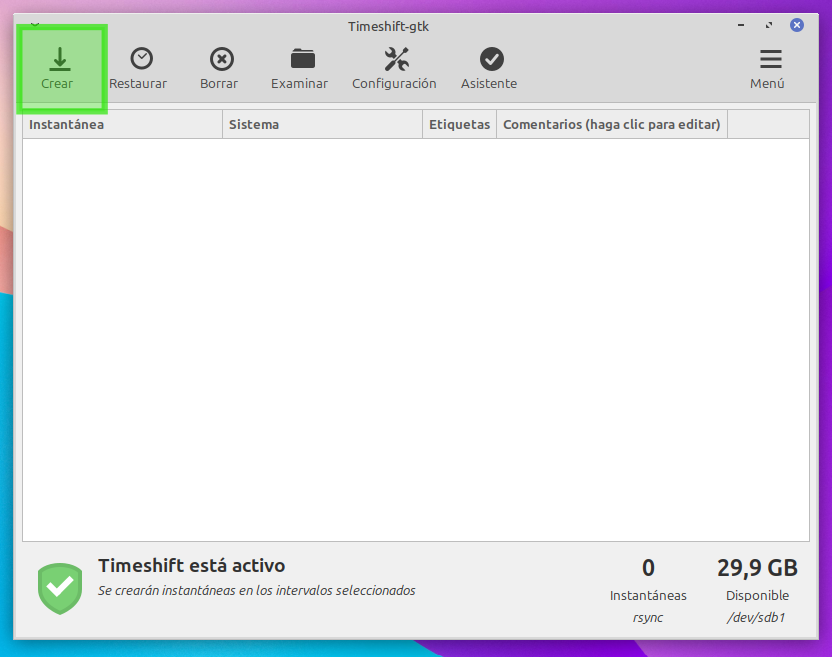 Timeshift-gtk
Crear Restaurar Borrar Examinar Configuración Asistente Menú
Instantánea Sistema Etiquetas Comentarios (haga clic para editar)
Timeshift está activo
Se crearán instantáneas en los intervalos seleccionados
0
Instantáneas
rsync
29,9 GB
Disponible
/dev/sdb1